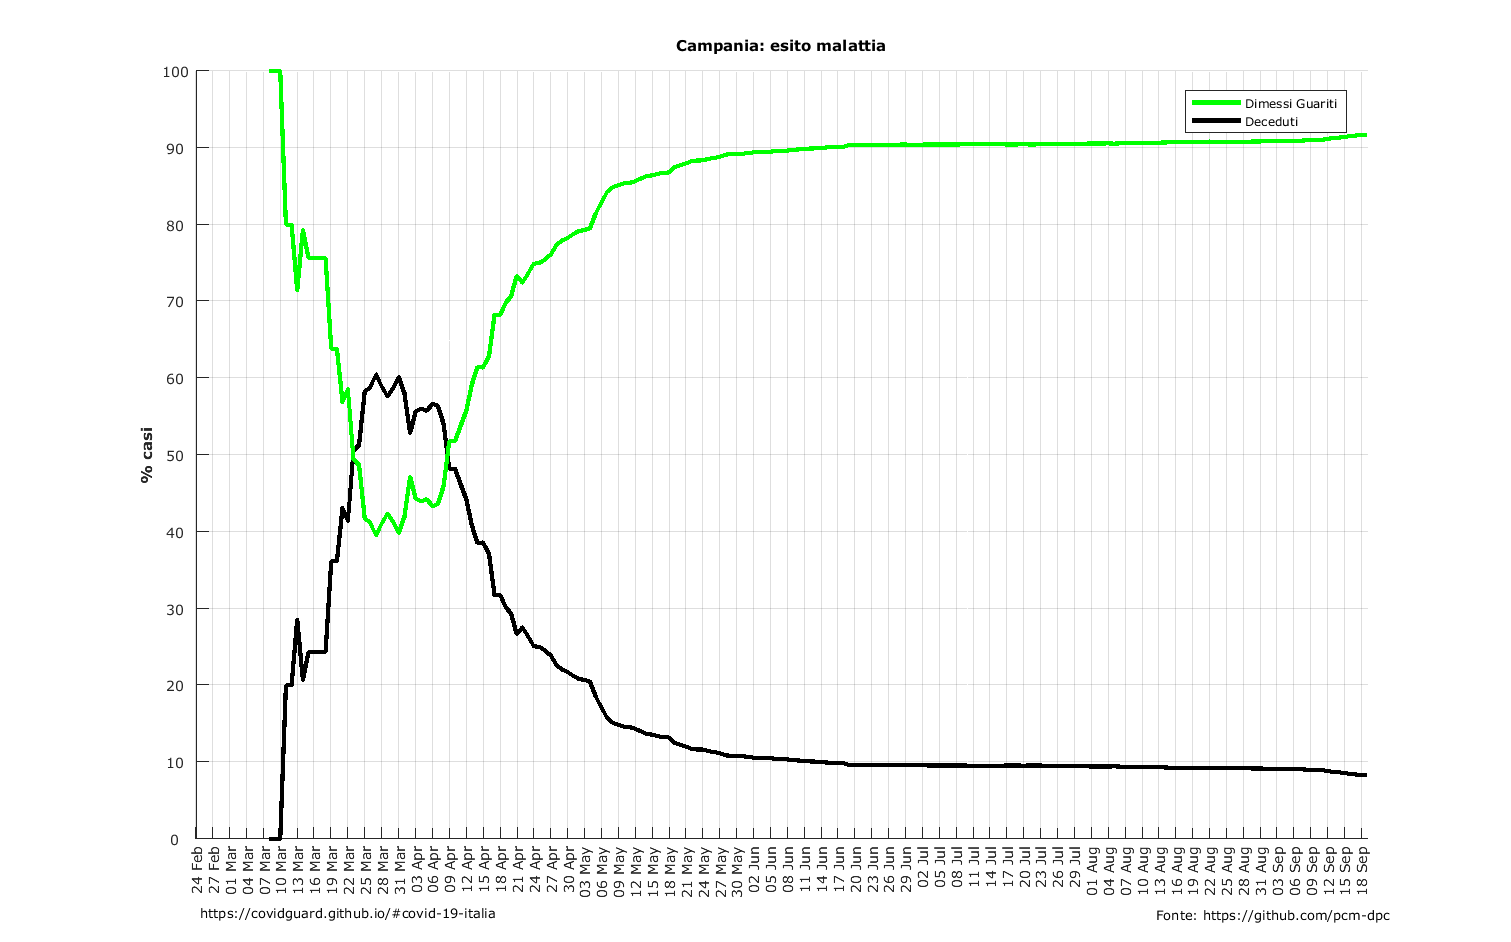 Campania: esito malattia
Dimessi Guariti
Deceduti
% casi
100
90
80
70
60
50
40
30
20
10
0
24 Feb
27 Feb
01 Mar
04 Mar
07 Mar
10 Mar
13 Mar
16 Mar
19 Mar
22 Mar
25 Mar
28 Mar
31 Mar
03 Apr
06 Apr
09 Apr
12 Apr
15 Apr
18 Apr
21 Apr
24 Apr
27 Apr
30 Apr
03 May
06 May
09 May
12 May
15 May
18 May
21 May
24 May
27 May
30 May
02 Jun
05 Jun
08 Jun
11 Jun
14 Jun
17 Jun
20 Jun
23 Jun
26 Jun
29 Jun
02 Jul
05 Jul
08 Jul
11 Jul
14 Jul
17 Jul
20 Jul
23 Jul
26 Jul
29 Jul
01 Aug
04 Aug
07 Aug
10 Aug
13 Aug
16 Aug
19 Aug
22 Aug
25 Aug
28 Aug
31 Aug
03 Sep
06 Sep
09 Sep
12 Sep
15 Sep
18 Sep
https://covidguard.github.io/#covid-19-italia
Fonte: https://github.com/pcm-dpc